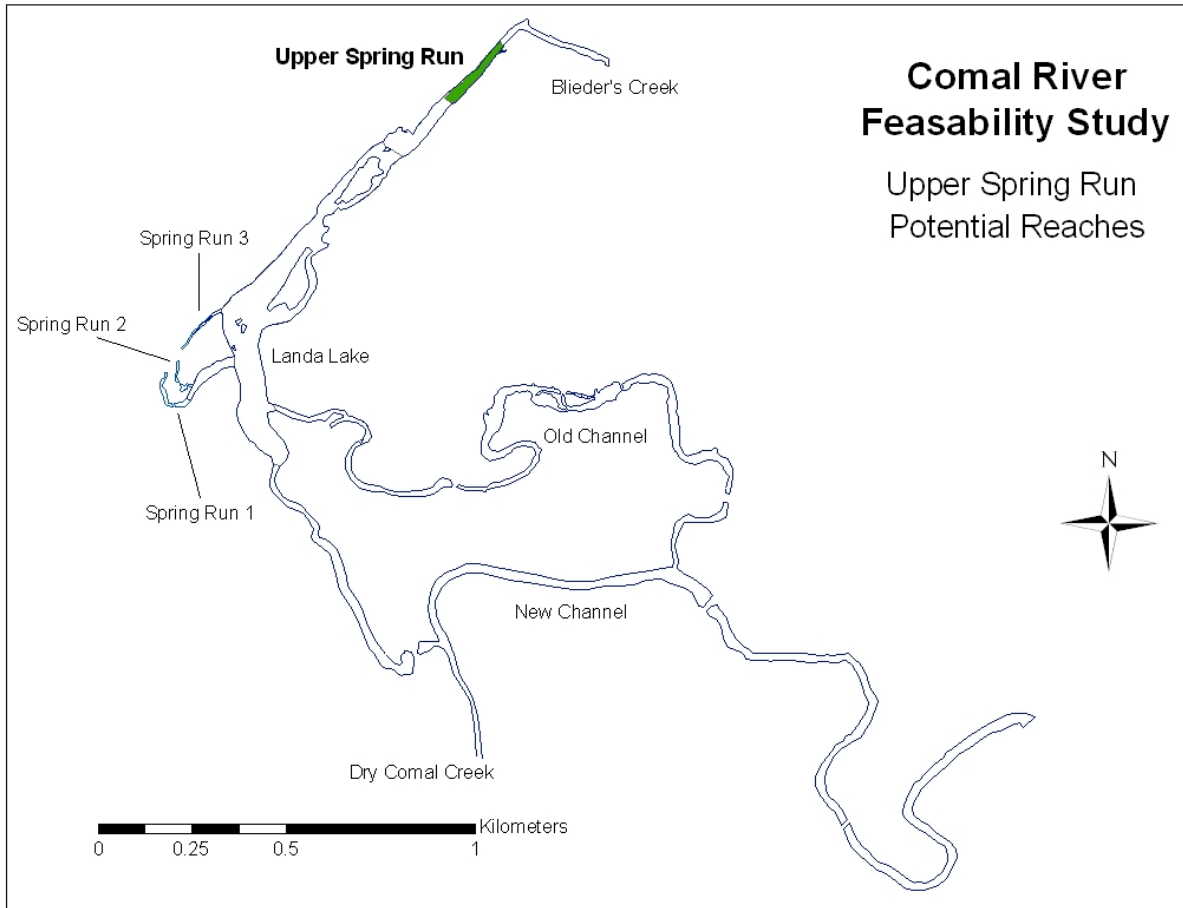 Upper Spring Run
Blieder's Creek
Comal River
Feasability Study
Upper Spring Run
Potential Reaches
Spring Run 3
Spring Run 2
Landa Lake
Old Channel
Spring Run 1
N
New Channel
Dry Comal Creek
Kilometers
0 0.25 0.5 1